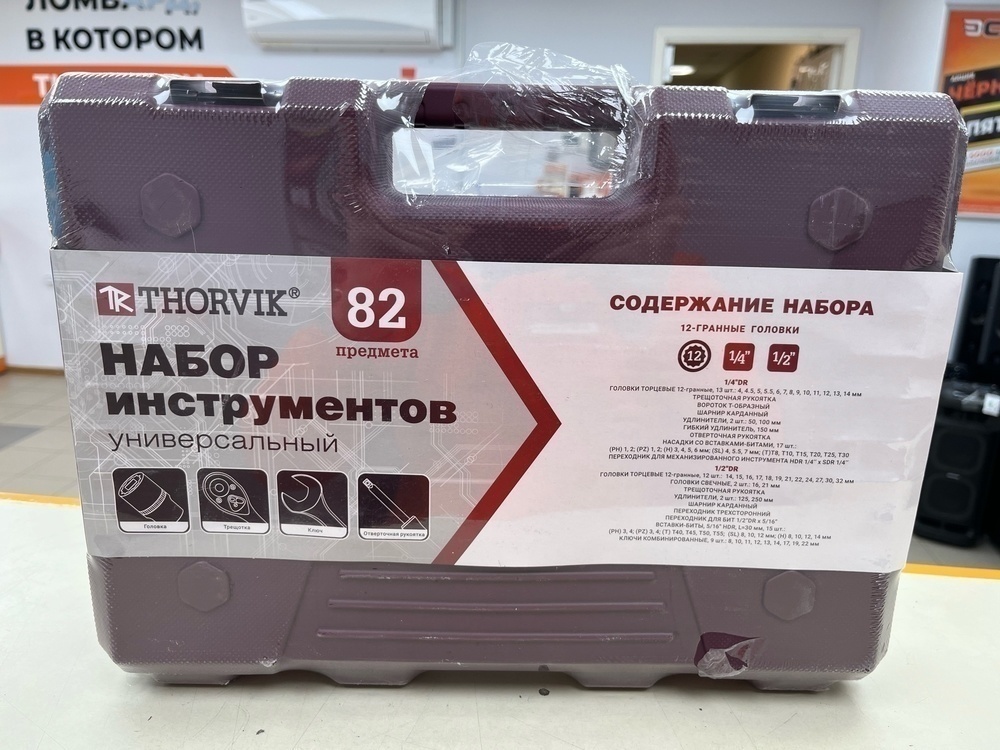 ЛОМБАРД,
В КОТОРОМ
THORVIK®
82
предмета
НАБОР
инструментов
универсальный
Головка
Трещотка
Ключ
Отверточная рукоятка
СОДЕРЖАНИЕ НАБОРА
12-ГРАННЫЕ ГОЛОВКИ
12 1/4" 1/2"
1/4"DR
ГОЛОВКИ ТОРЦЕВЫЕ 12-гранные, 13 шт.: 4, 4.5, 5, 5.5, 6, 7, 8, 9, 10, 11, 12, 13, 14 мм
ТРЕЩОТОЧНАЯ РУКОЯТКА
ВОРОТОК Т-ОБРАЗНЫЙ
ШАРНИР КАРДАННЫЙ
УДЛИНИТЕЛИ, 2 шт.: 50, 100 мм
ГИБКИЙ УДЛИНИТЕЛЬ, 150 мм
ОТВЕРТОЧНАЯ РУКОЯТКА
НАСАДКИ СО ВСТАВКАМИ-БИТАМИ, 17 шт.:
(PH) 1, 2; (PZ) 1, 2; (H) 3, 4, 5, 6 мм; (SL) 4, 5.5, 7 мм; (T)T8, T10, T15, T20, T25, T30
ПЕРЕХОДНИК ДЛЯ МЕХАНИЗИРОВАННОГО ИНСТРУМЕНТА HDR 1/4" x SDR 1/4"
1/2"DR
ГОЛОВКИ ТОРЦЕВЫЕ 12-гранные, 12 шт.: 14, 15, 16, 17, 18, 19, 21, 22, 24, 27, 30, 32 мм
ГОЛОВКИ СВЕЧНЫЕ, 2 шт.: 16, 21 мм
ТРЕЩОТОЧНАЯ РУКОЯТКА
УДЛИНИТЕЛИ, 2 шт.: 125, 250 мм
ШАРНИР КАРДАННЫЙ
ПЕРЕХОДНИК ТРЕХСТОРОННИЙ
ПЕРЕХОДНИК ДЛЯ БИТ 1/2"DR x 5/16"
ВСТАВКИ-БИТЫ, 5/16" HDR, L=30 мм, 15 шт.:
(PH) 3, 4; (PZ) 3, 4; (T) T40, T45, T50, T55; (SL) 8, 10, 12 мм; (H) 8, 10, 12, 14 мм
КЛЮЧИ КОМБИНИРОВАННЫЕ, 9 шт.: 8, 10, 11, 12, 13, 14, 17, 19, 22 мм